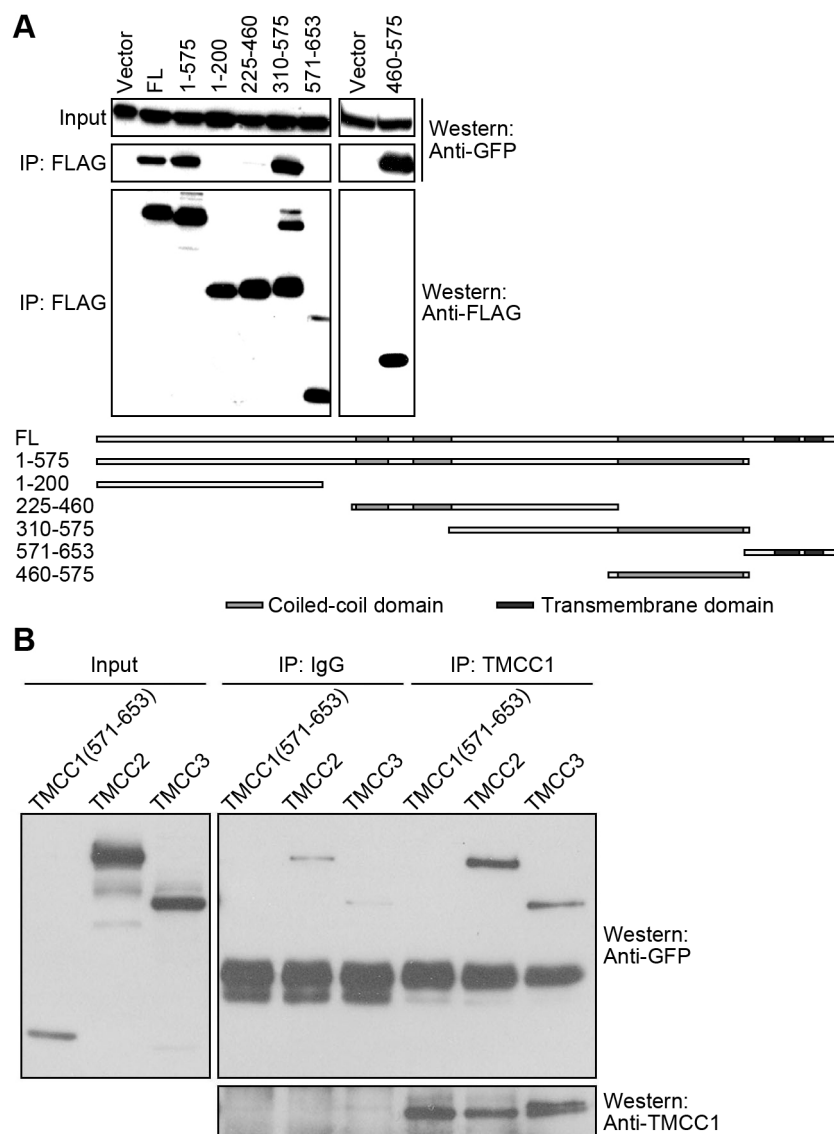 A
Vector
FL
1-575
1-200
225-460
310-575
571-653
Vector
460-575
Input
IP: FLAG
Western:
Anti-GFP
IP: FLAG
Western:
Anti-FLAG
FL
1-575
1-200
225-460
310-575
571-653
460-575
Coiled-coil domain
Transmembrane domain
B
Input
IP: IgG
IP: TMCC1
TMCC1(571-653)
TMCC2
TMCC3
TMCC1(571-653)
TMCC2
TMCC3
TMCC1(571-653)
TMCC2
TMCC3
Western:
Anti-GFP
Western:
Anti-TMCC1